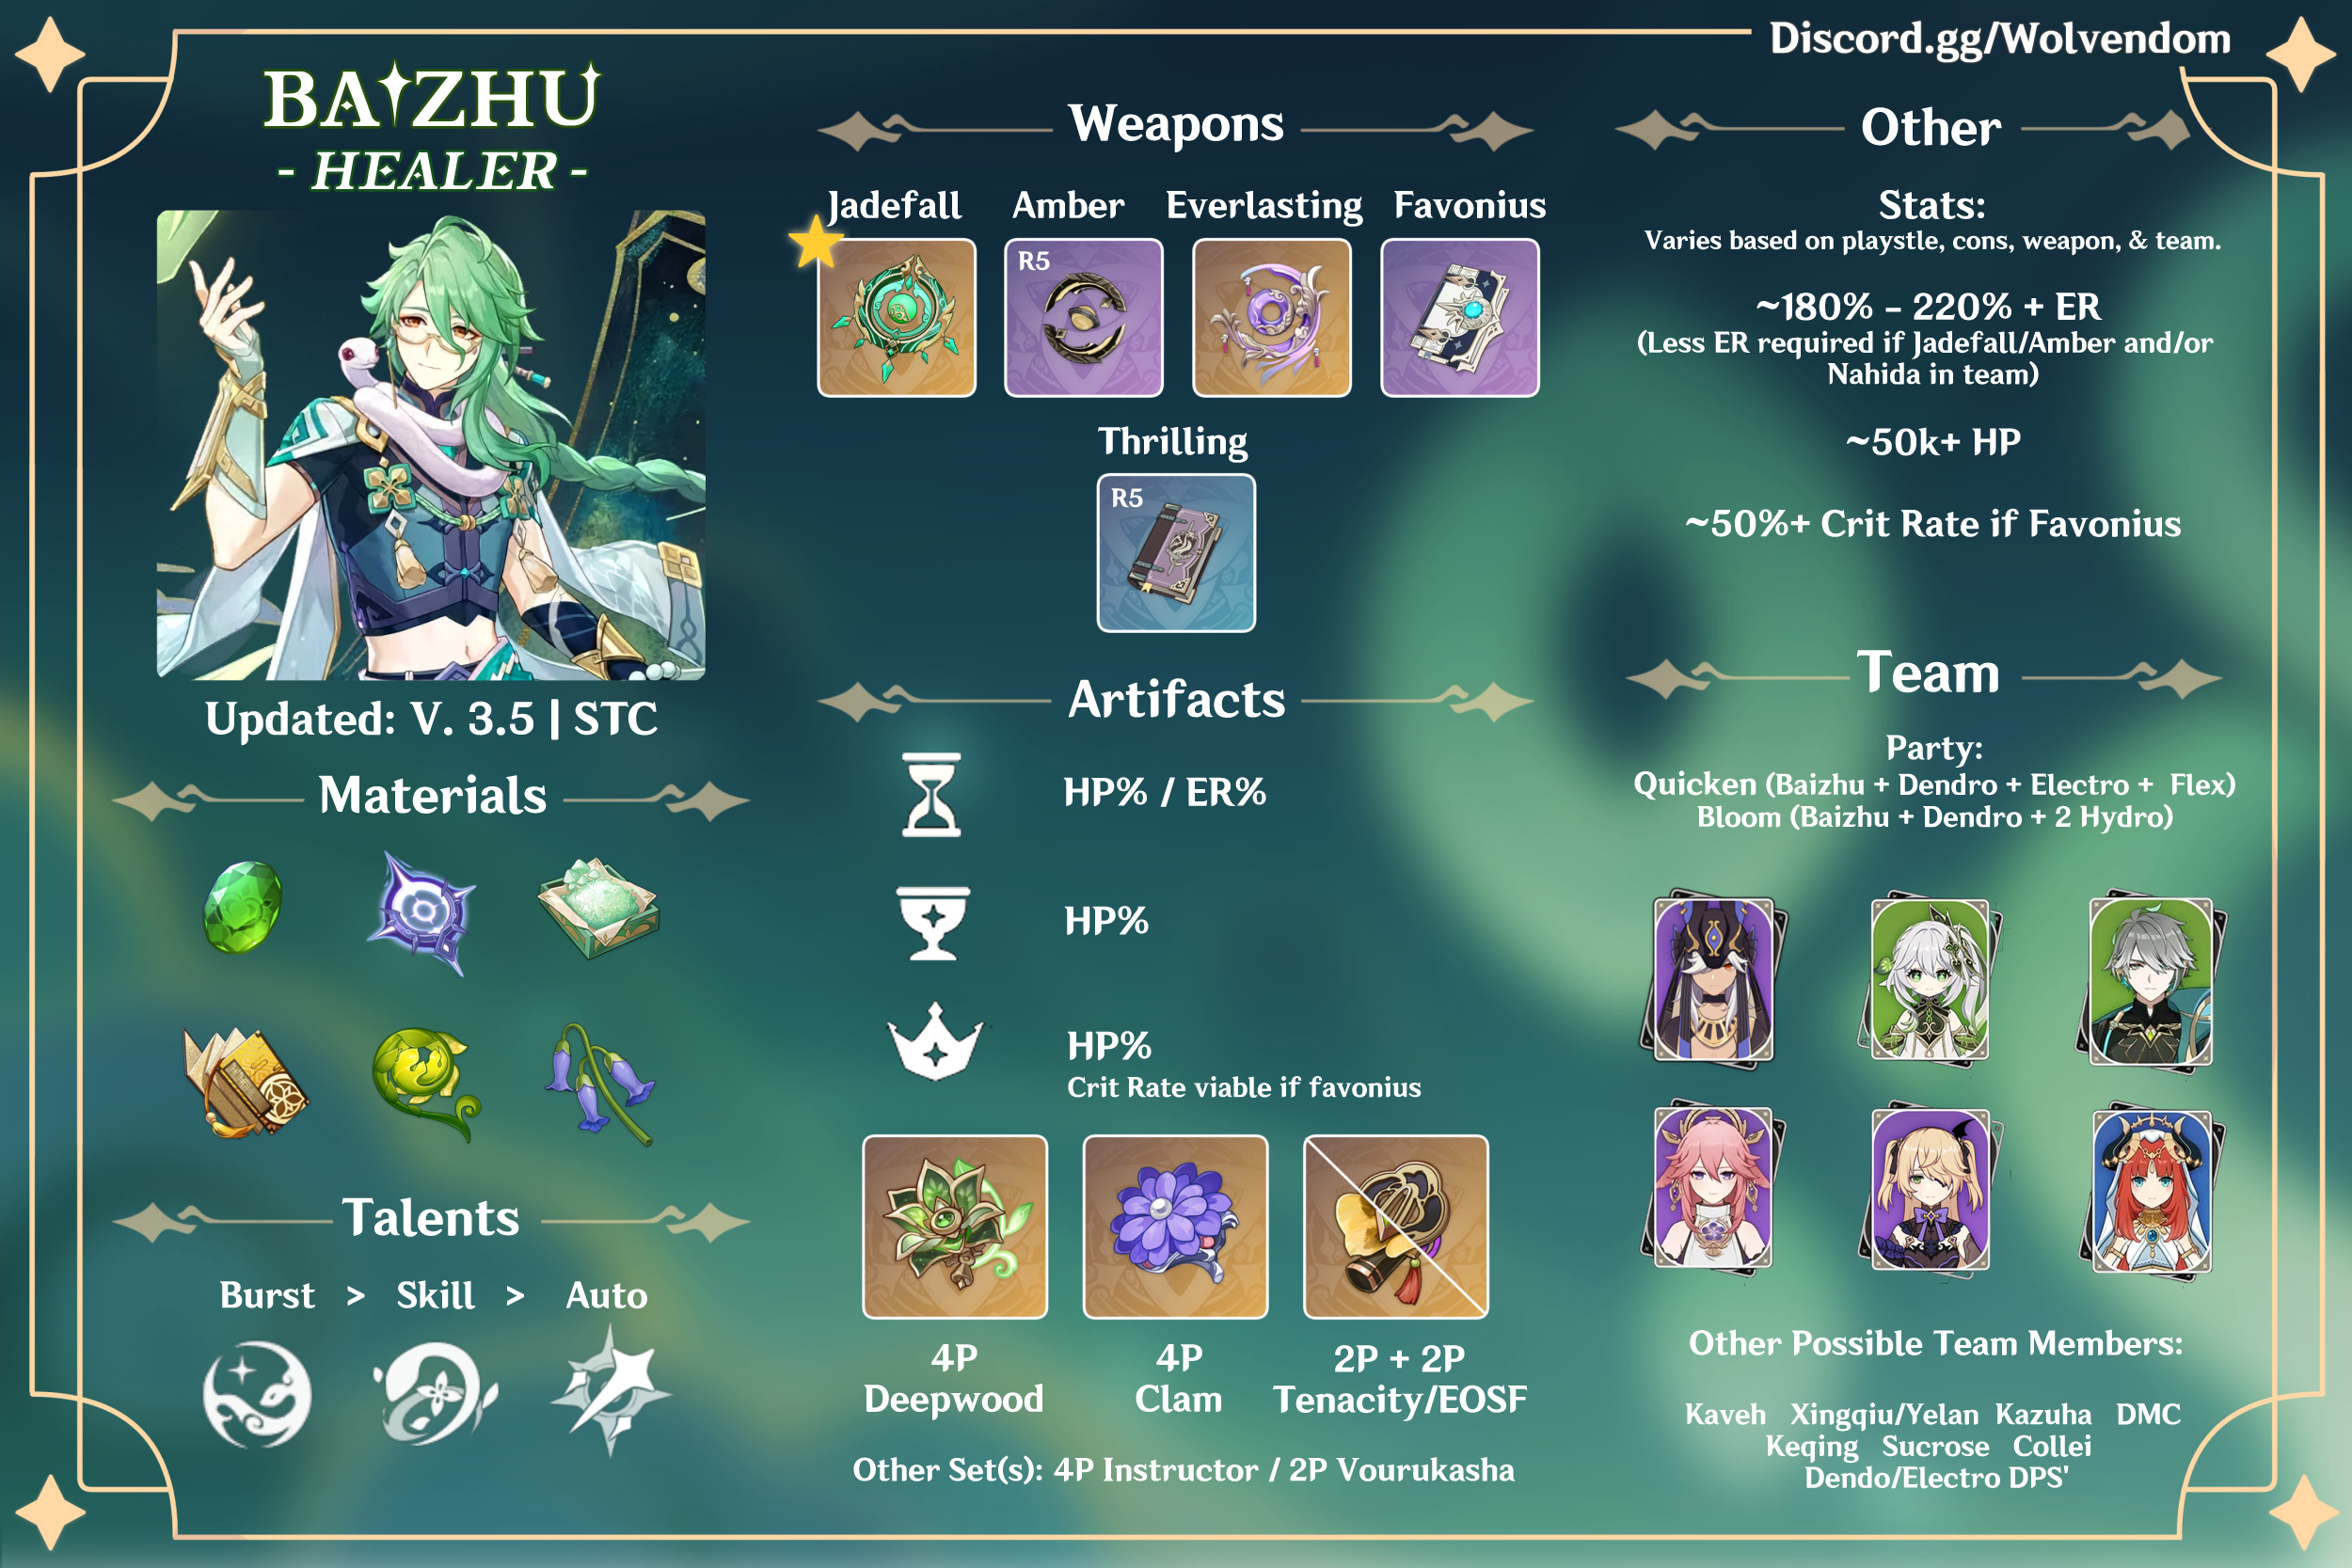 Discord.gg/Wolvendom
BAIZHU
- HEALER -
Updated: V. 3.5 | STC
Materials
Talents
Burst > Skill > Auto
Weapons
Jadefall Amber Everlasting Favonius
R5
Thrilling
R5
Artifacts
HP% / ER%
HP%
HP%
Crit Rate viable if favonius
4P
Deepwood
4P
Clam
2P + 2P
Tenacity/EOSF
Other Set(s): 4P Instructor / 2P Vourukasha
Other
Stats:
Varies based on playstle, cons, weapon, & team.
~180% - 220% + ER
(Less ER required if Jadefall/Amber and/or
Nahida in team)
~50k+ HP
~50%+ Crit Rate if Favonius
Team
Party:
Quicken (Baizhu + Dendro + Electro + Flex)
Bloom (Baizhu + Dendro + 2 Hydro)
Other Possible Team Members:
Kaveh Xingqiu/Yelan Kazuha DMC
Keqing Sucrose Collei
Dendo/Electro DPS'